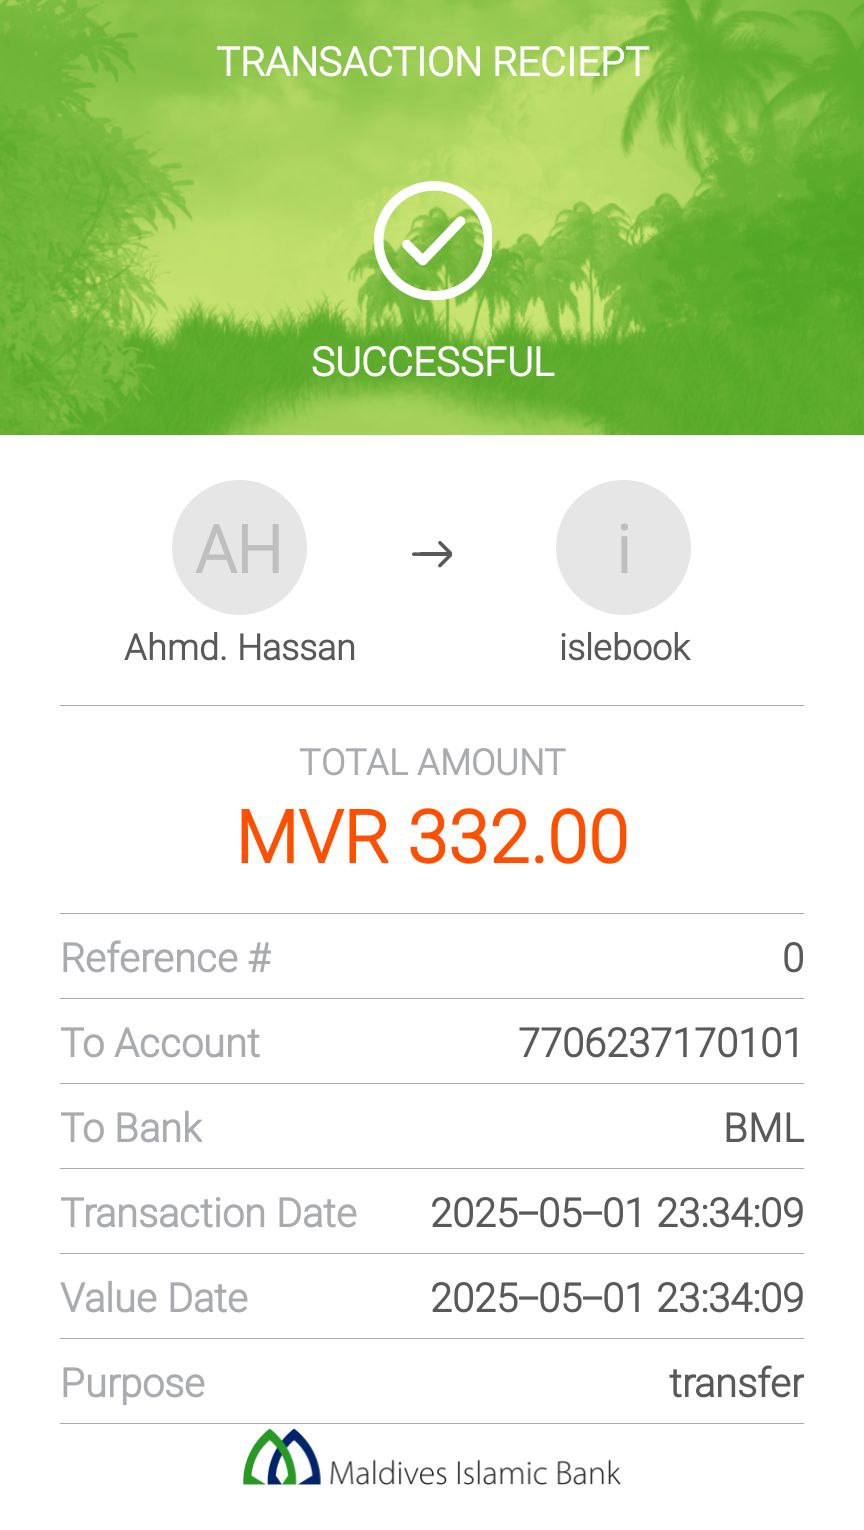 TRANSACTION RECIEPT
SUCCESSFUL
AH
i
Ahmd. Hassan
islebook
TOTAL AMOUNT
MVR 332.00
Reference # 0
To Account 7706237170101
To Bank BML
Transaction Date 2025–05–01 23:34:09
Value Date 2025–05–01 23:34:09
Purpose transfer
Maldives Islamic Bank